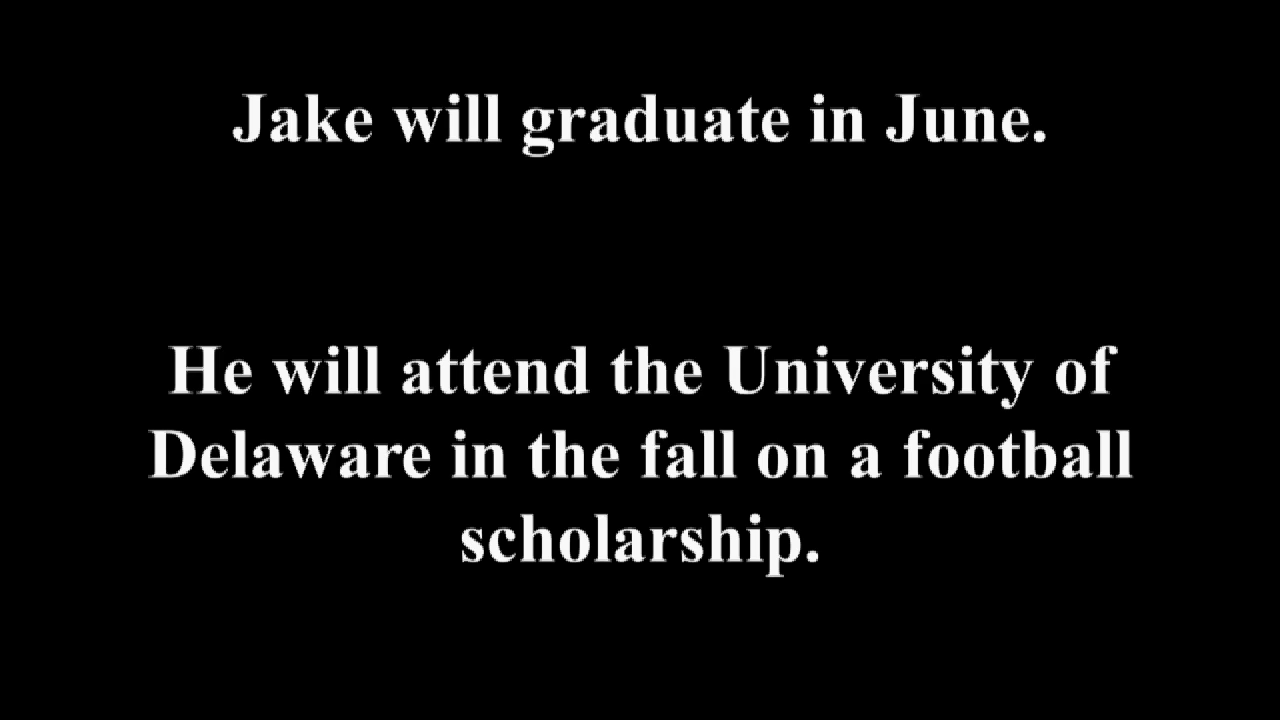 Jake will graduate in June.
He will attend the University of
Delaware in the fall on a football
scholarship.